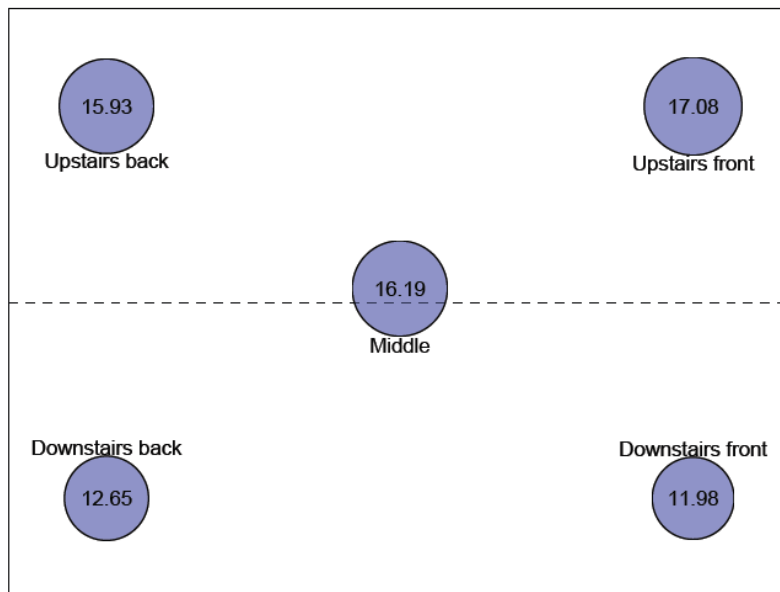 15.93
Upstairs back
17.08
Upstairs front
16.19
Middle
Downstairs back
12.65
Downstairs front
11.98